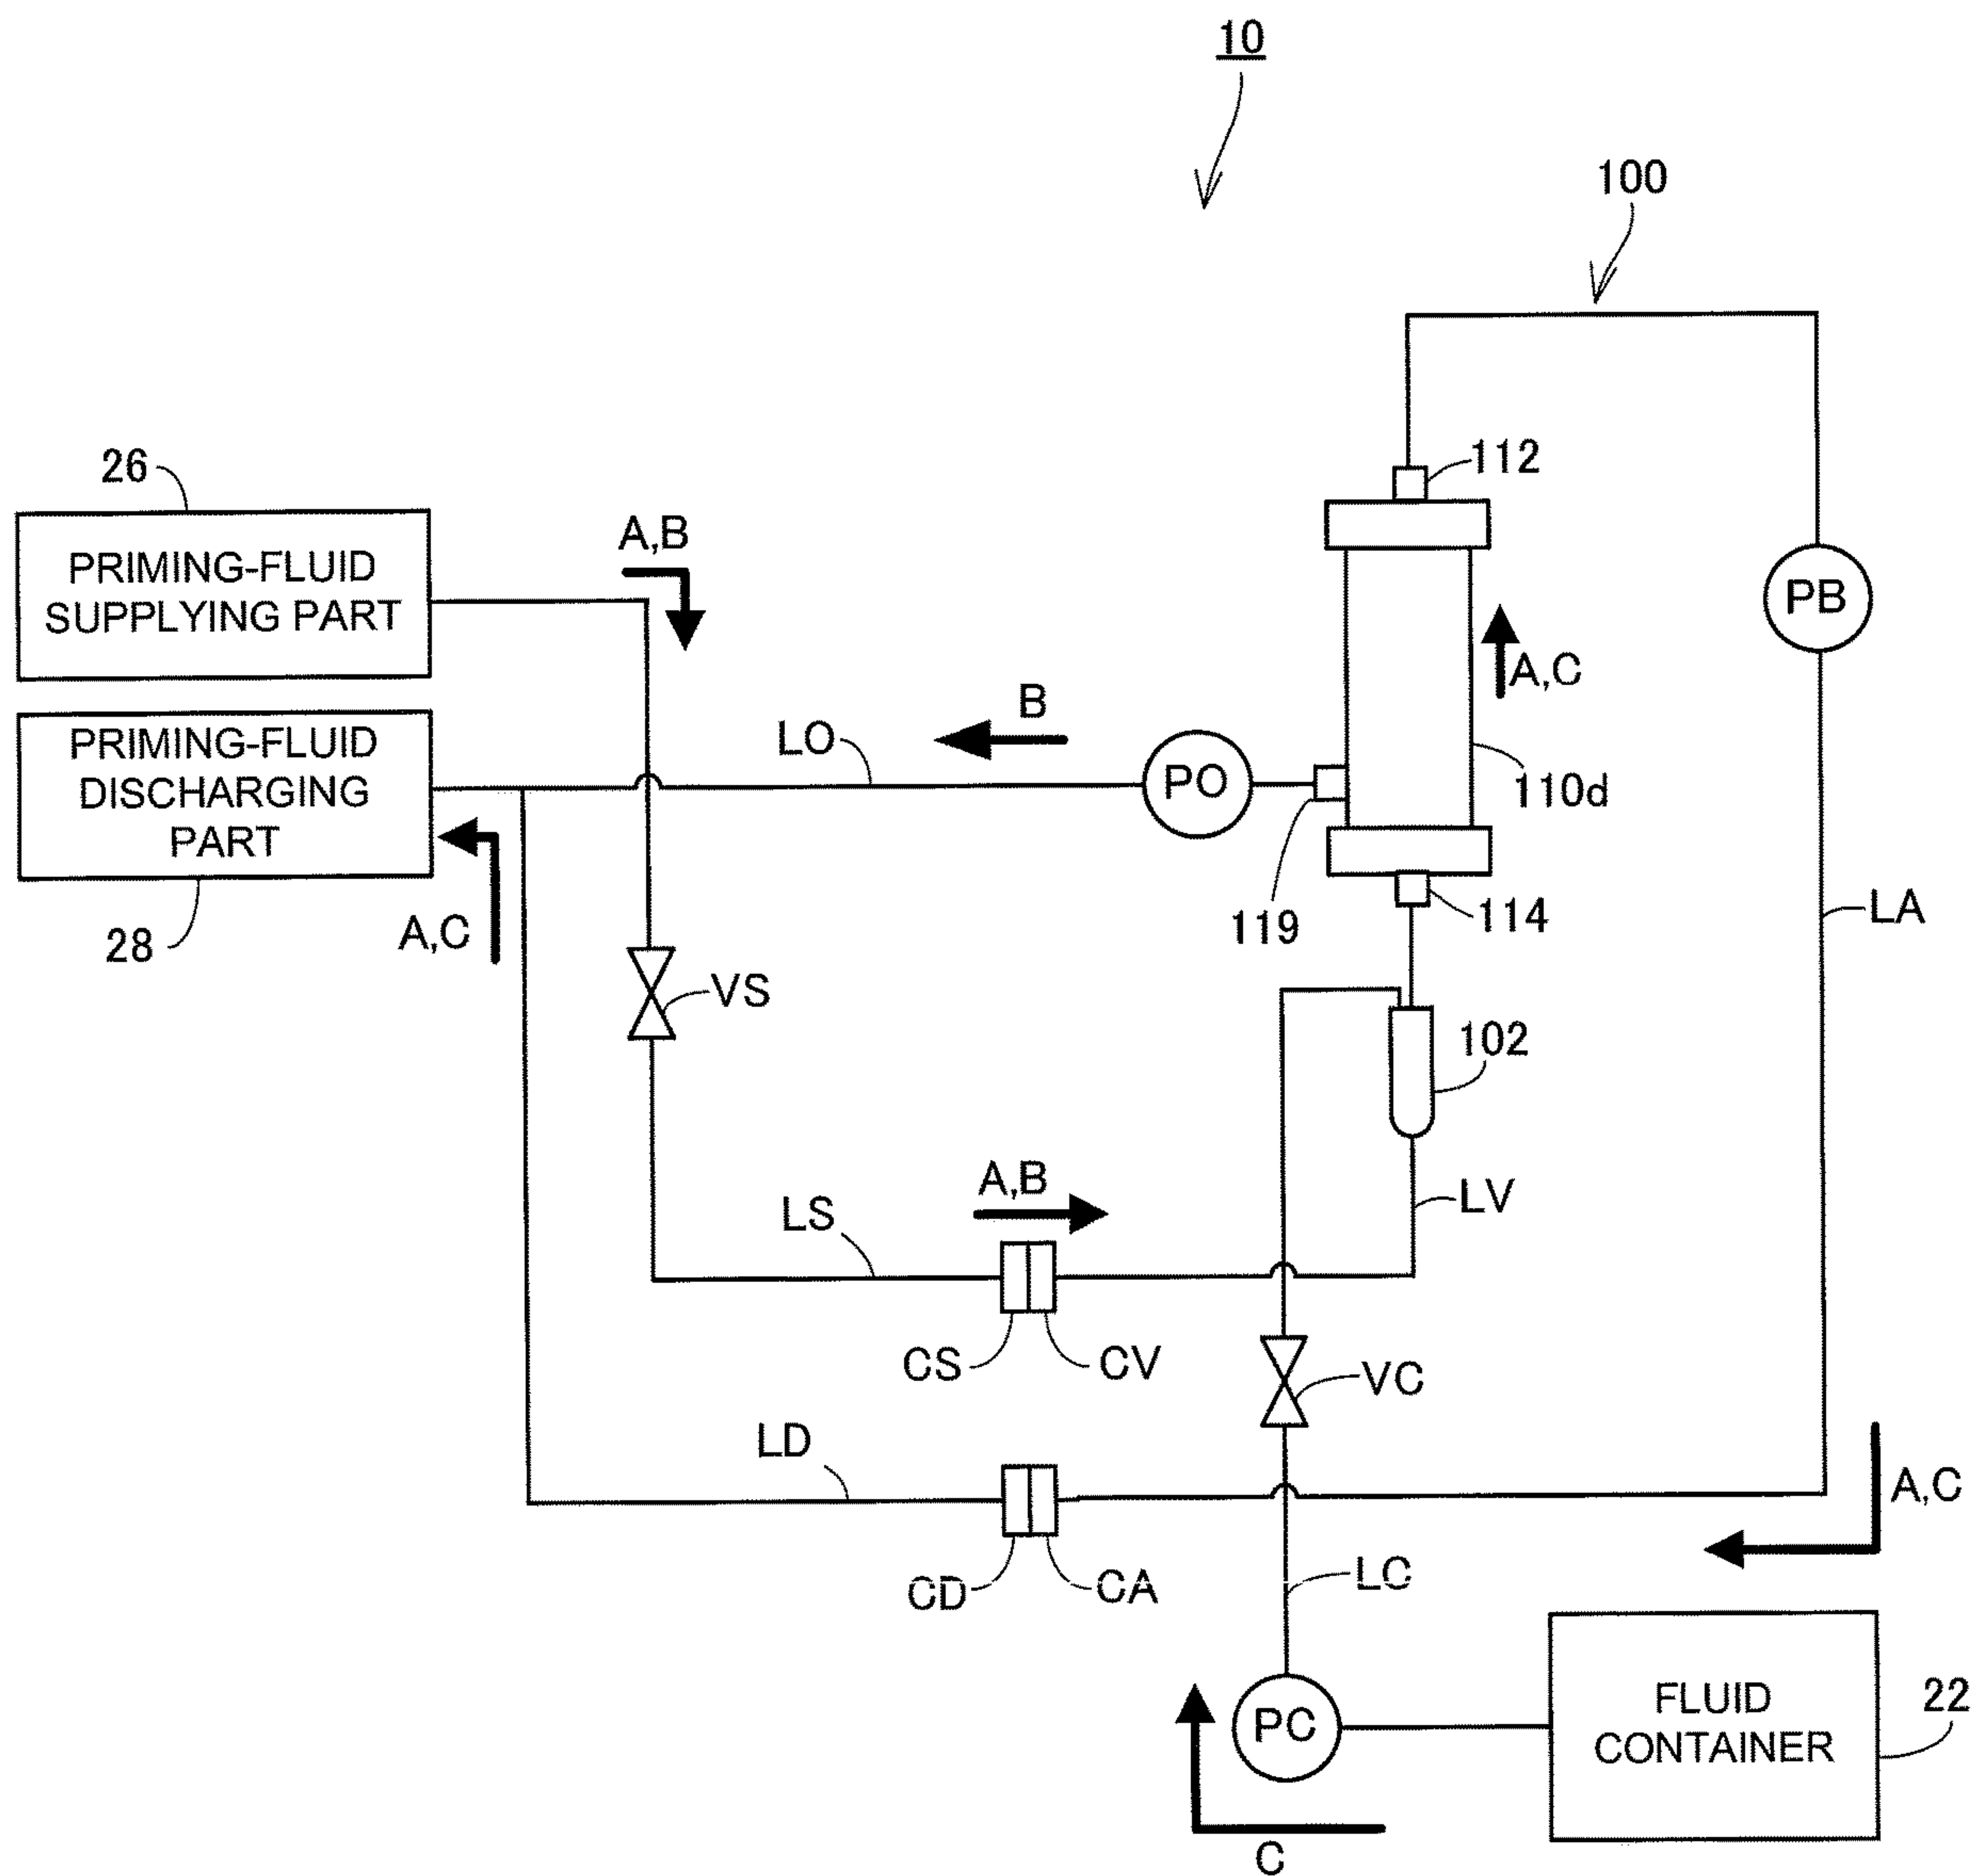 10
100
112
26
A,B
PRIMING-FLUID
SUPPLYING PART
PB
A,C
B
LO
PO
110d
PRIMING-FLUID
DISCHARGING
PART
119
114
LA
28
A,C
VS
102
A,B
LS
LV
CS
CV
VC
LD
A,C
CD
CA
LC
FLUID
CONTAINER
22
PC
C